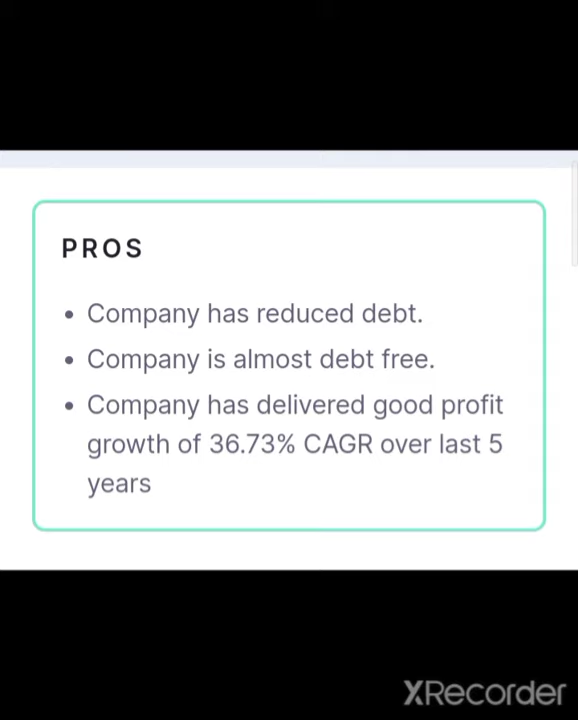 PROS
• Company has reduced debt.
• Company is almost debt free.
• Company has delivered good profit
growth of 36.73% CAGR over last 5
years
XRecorder